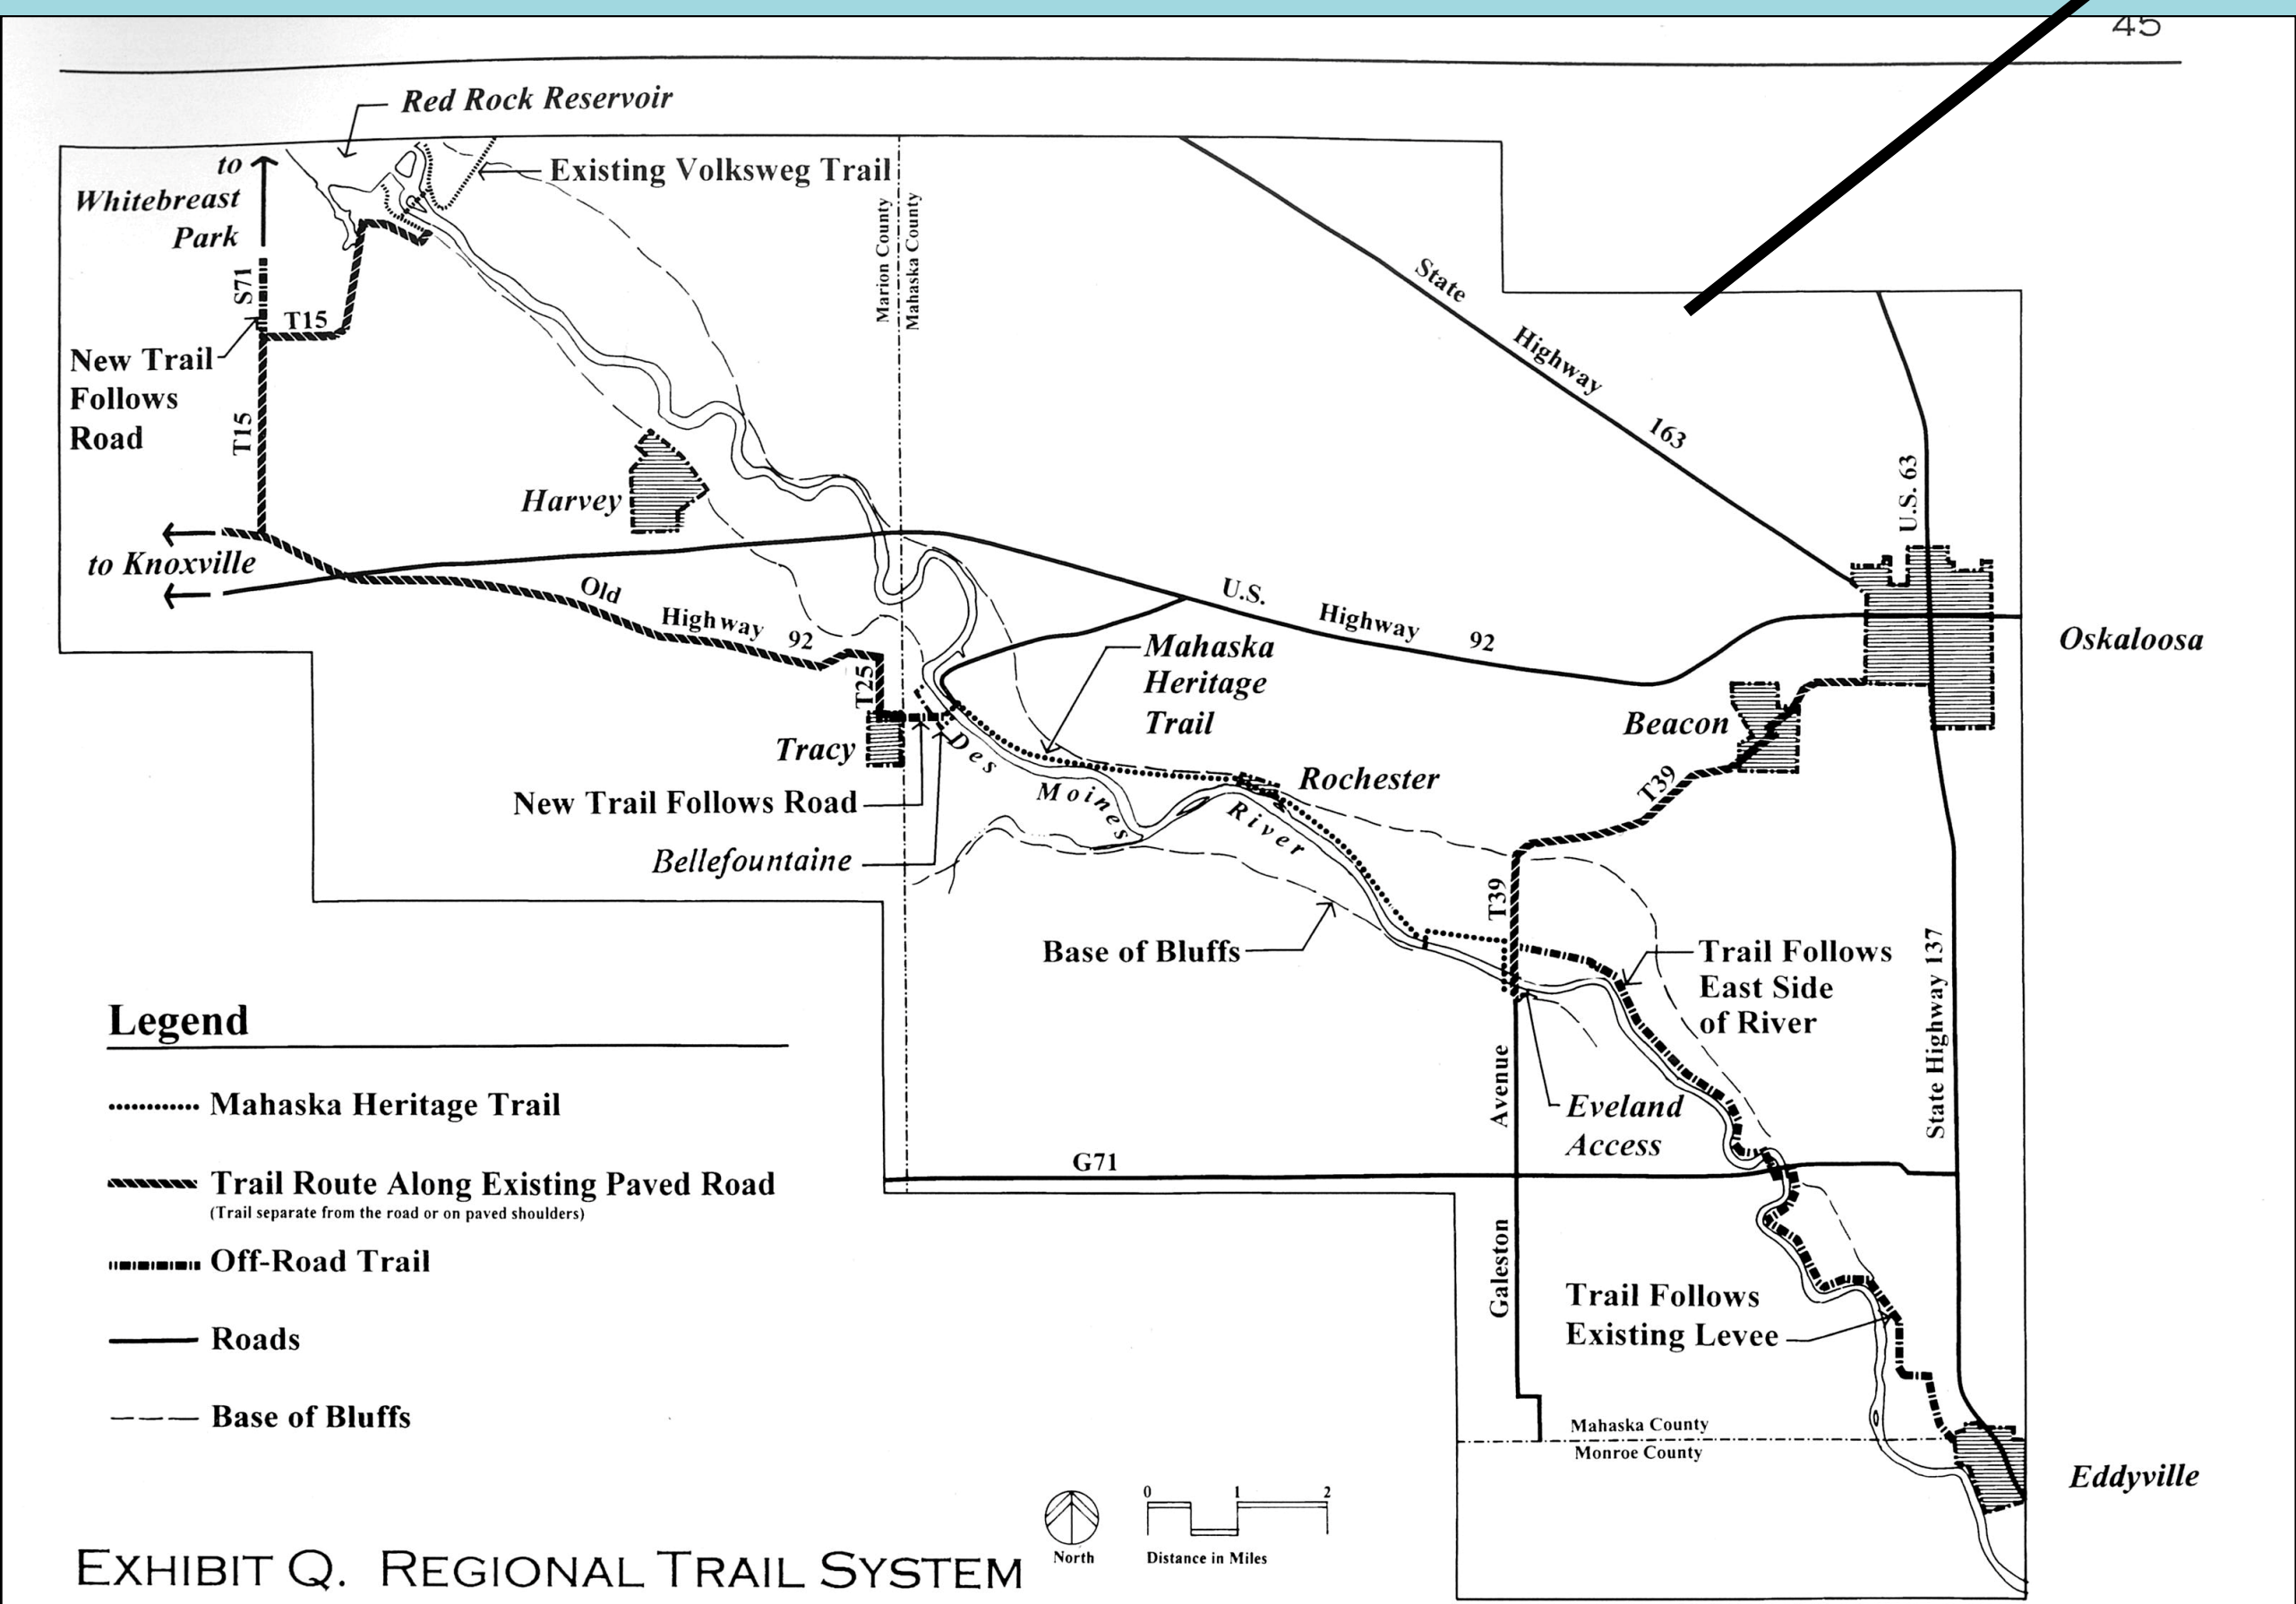 45
Red Rock Reservoir
Existing Volksweg Trail
to
Whitebreast
Park
Marion County
Mahaska County
State Highway 163
S71
T15
New Trail
Follows
Road
T15
U.S. 63
Harvey
to Knoxville
Old Highway 92
U.S. Highway 92
Oskaloosa
Mahaska
Heritage
Trail
T25
Beacon
Tracy
Des Moines River
Rochester
T39
New Trail Follows Road
Bellefountaine
T39
Base of Bluffs
Trail Follows
East Side
of River
State Highway 137
Legend
Mahaska Heritage Trail
Trail Route Along Existing Paved Road
(Trail separate from the road or on paved shoulders)
Off-Road Trail
Roads
Base of Bluffs
Eveland
Access
G71
Galeston Avenue
Trail Follows
Existing Levee
Mahaska County
Monroe County
Eddyville
North
0 1 2
Distance in Miles
EXHIBIT Q. REGIONAL TRAIL SYSTEM